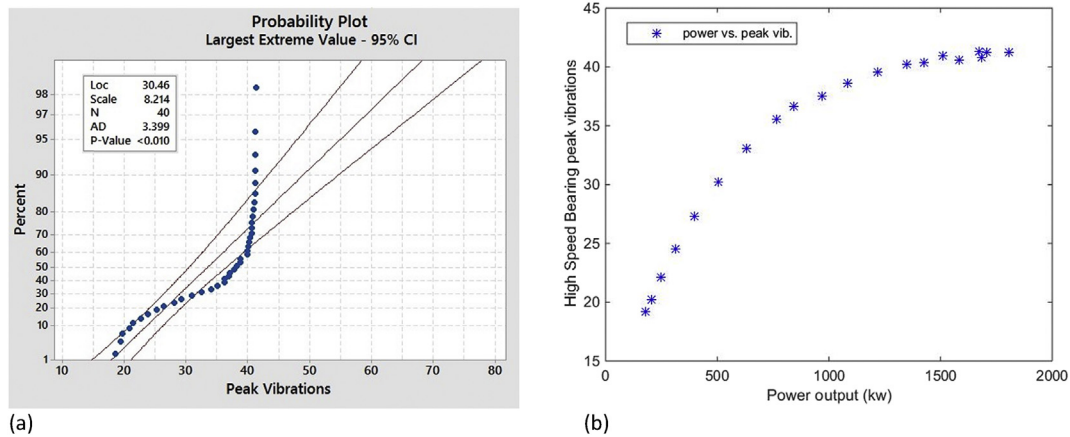 Probability Plot
Largest Extreme Value - 95% CI
Loc 30.46
Scale 8.214
N 40
AD 3.399
P-Value <0.010
Percent
98
97
95
90
80
70
60
50
40
30
20
10
1
10 20 30 40 50 60 70 80
Peak Vibrations
(a)
power vs. peak vib.
High Speed Bearing peak vibrations
45
40
35
30
25
20
15
0 500 1000 1500 2000
Power output (kw)
(b)